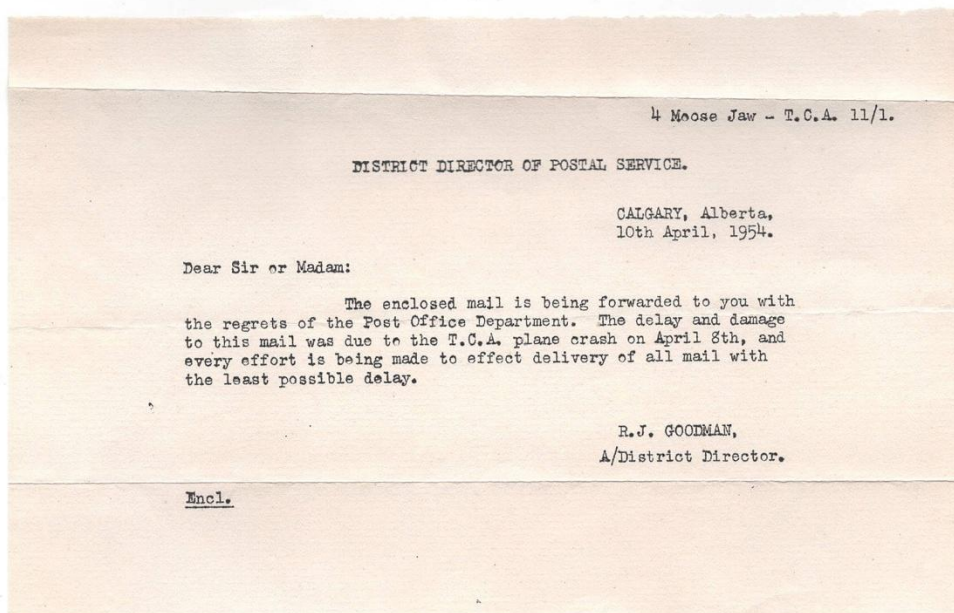 4 Moose Jaw - T.C.A. 11/1.
DISTRICT DIRECTOR OF POSTAL SERVICE.
CALGARY, Alberta,
10th April, 1954.
Dear Sir or Madam:
The enclosed mail is being forwarded to you with
the regrets of the Post Office Department. The delay and damage
to this mail was due to the T.C.A. plane crash on April 8th, and
every effort is being made to effect delivery of all mail with
the least possible delay.
R.J. GOODMAN,
A/District Director.
Encl.